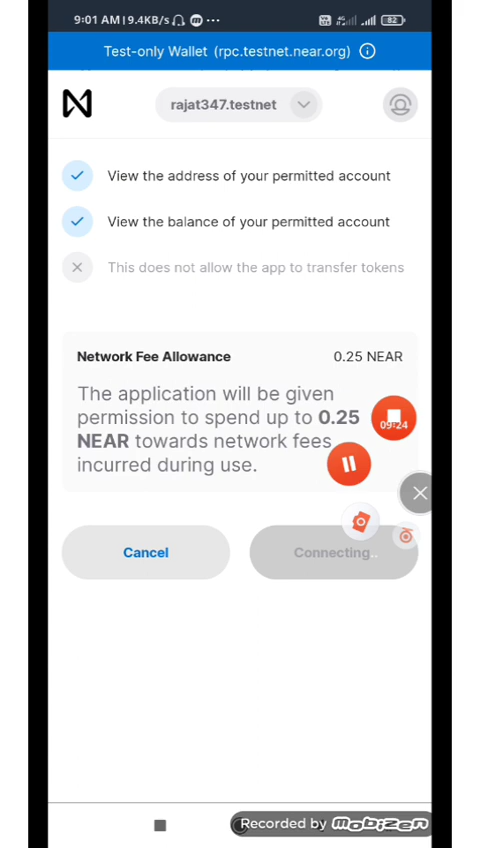 9:01 AM | 9.4KB/s
82
Test-only Wallet (rpc.testnet.near.org)
rajat347.testnet
View the address of your permitted account
View the balance of your permitted account
This does not allow the app to transfer tokens
Network Fee Allowance 0.25 NEAR
The application will be given
permission to spend up to 0.25
NEAR towards network fees
incurred during use.
09:24
Cancel Connecting..
Recorded by mobizen